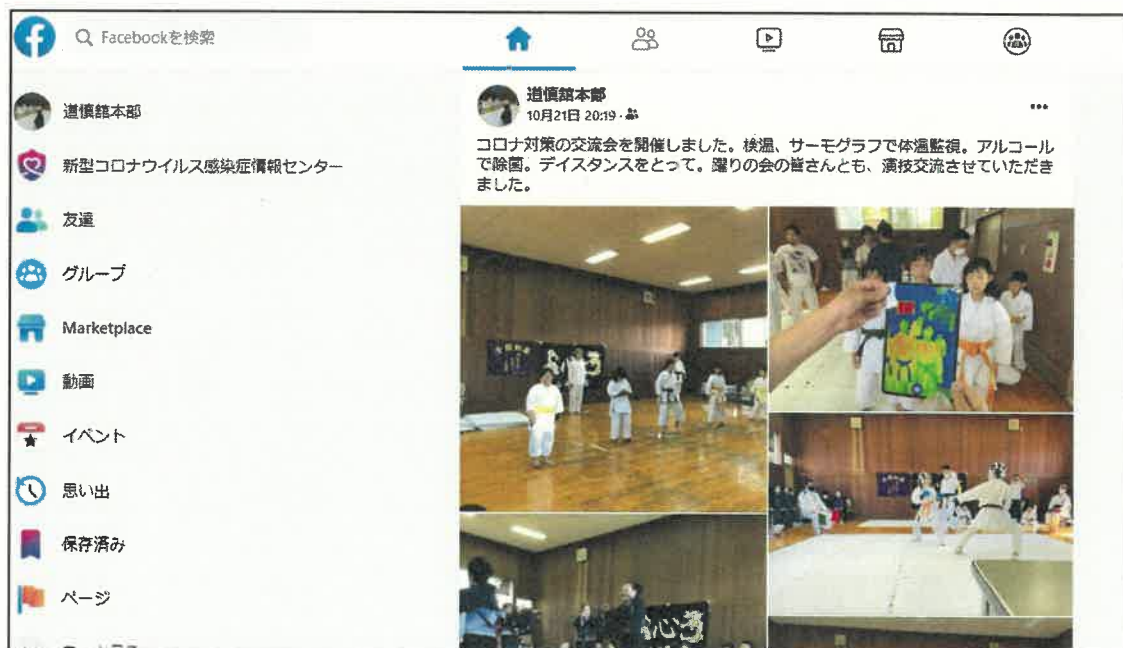 Facebookを検索
道慎舘本部
新型コロナウイルス感染症情報センター
友達
グループ
Marketplace
動画
イベント
思い出
保存済み
ページ
道慎舘本部
10月21日 20:19
コロナ対策の交流会を開催しました。検温、サーモグラフで体温監視。アルコール
で除菌。デイスタンスをとって。踊りの会の皆さんとも、演技交流させていただき
ました。